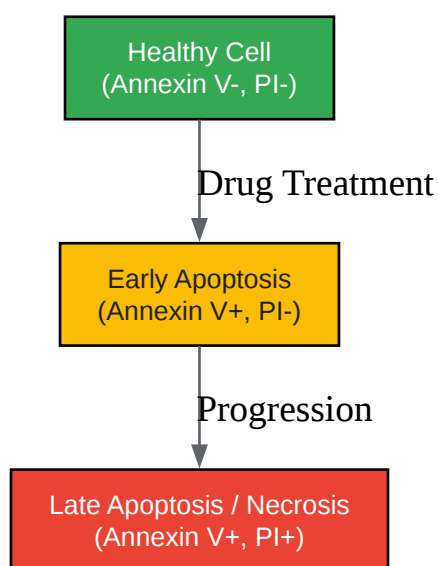 Healthy Cell
(Annexin V-, PI-)
Drug Treatment
Early Apoptosis
(Annexin V+, PI-)
Progression
Late Apoptosis / Necrosis
(Annexin V+, PI+)